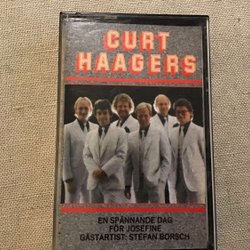 CURT
HAAGERS
EN SPÄNNANDE DAG
FÖR JOSEFINE
GÄSTARTIST: STEFAN BORSCH